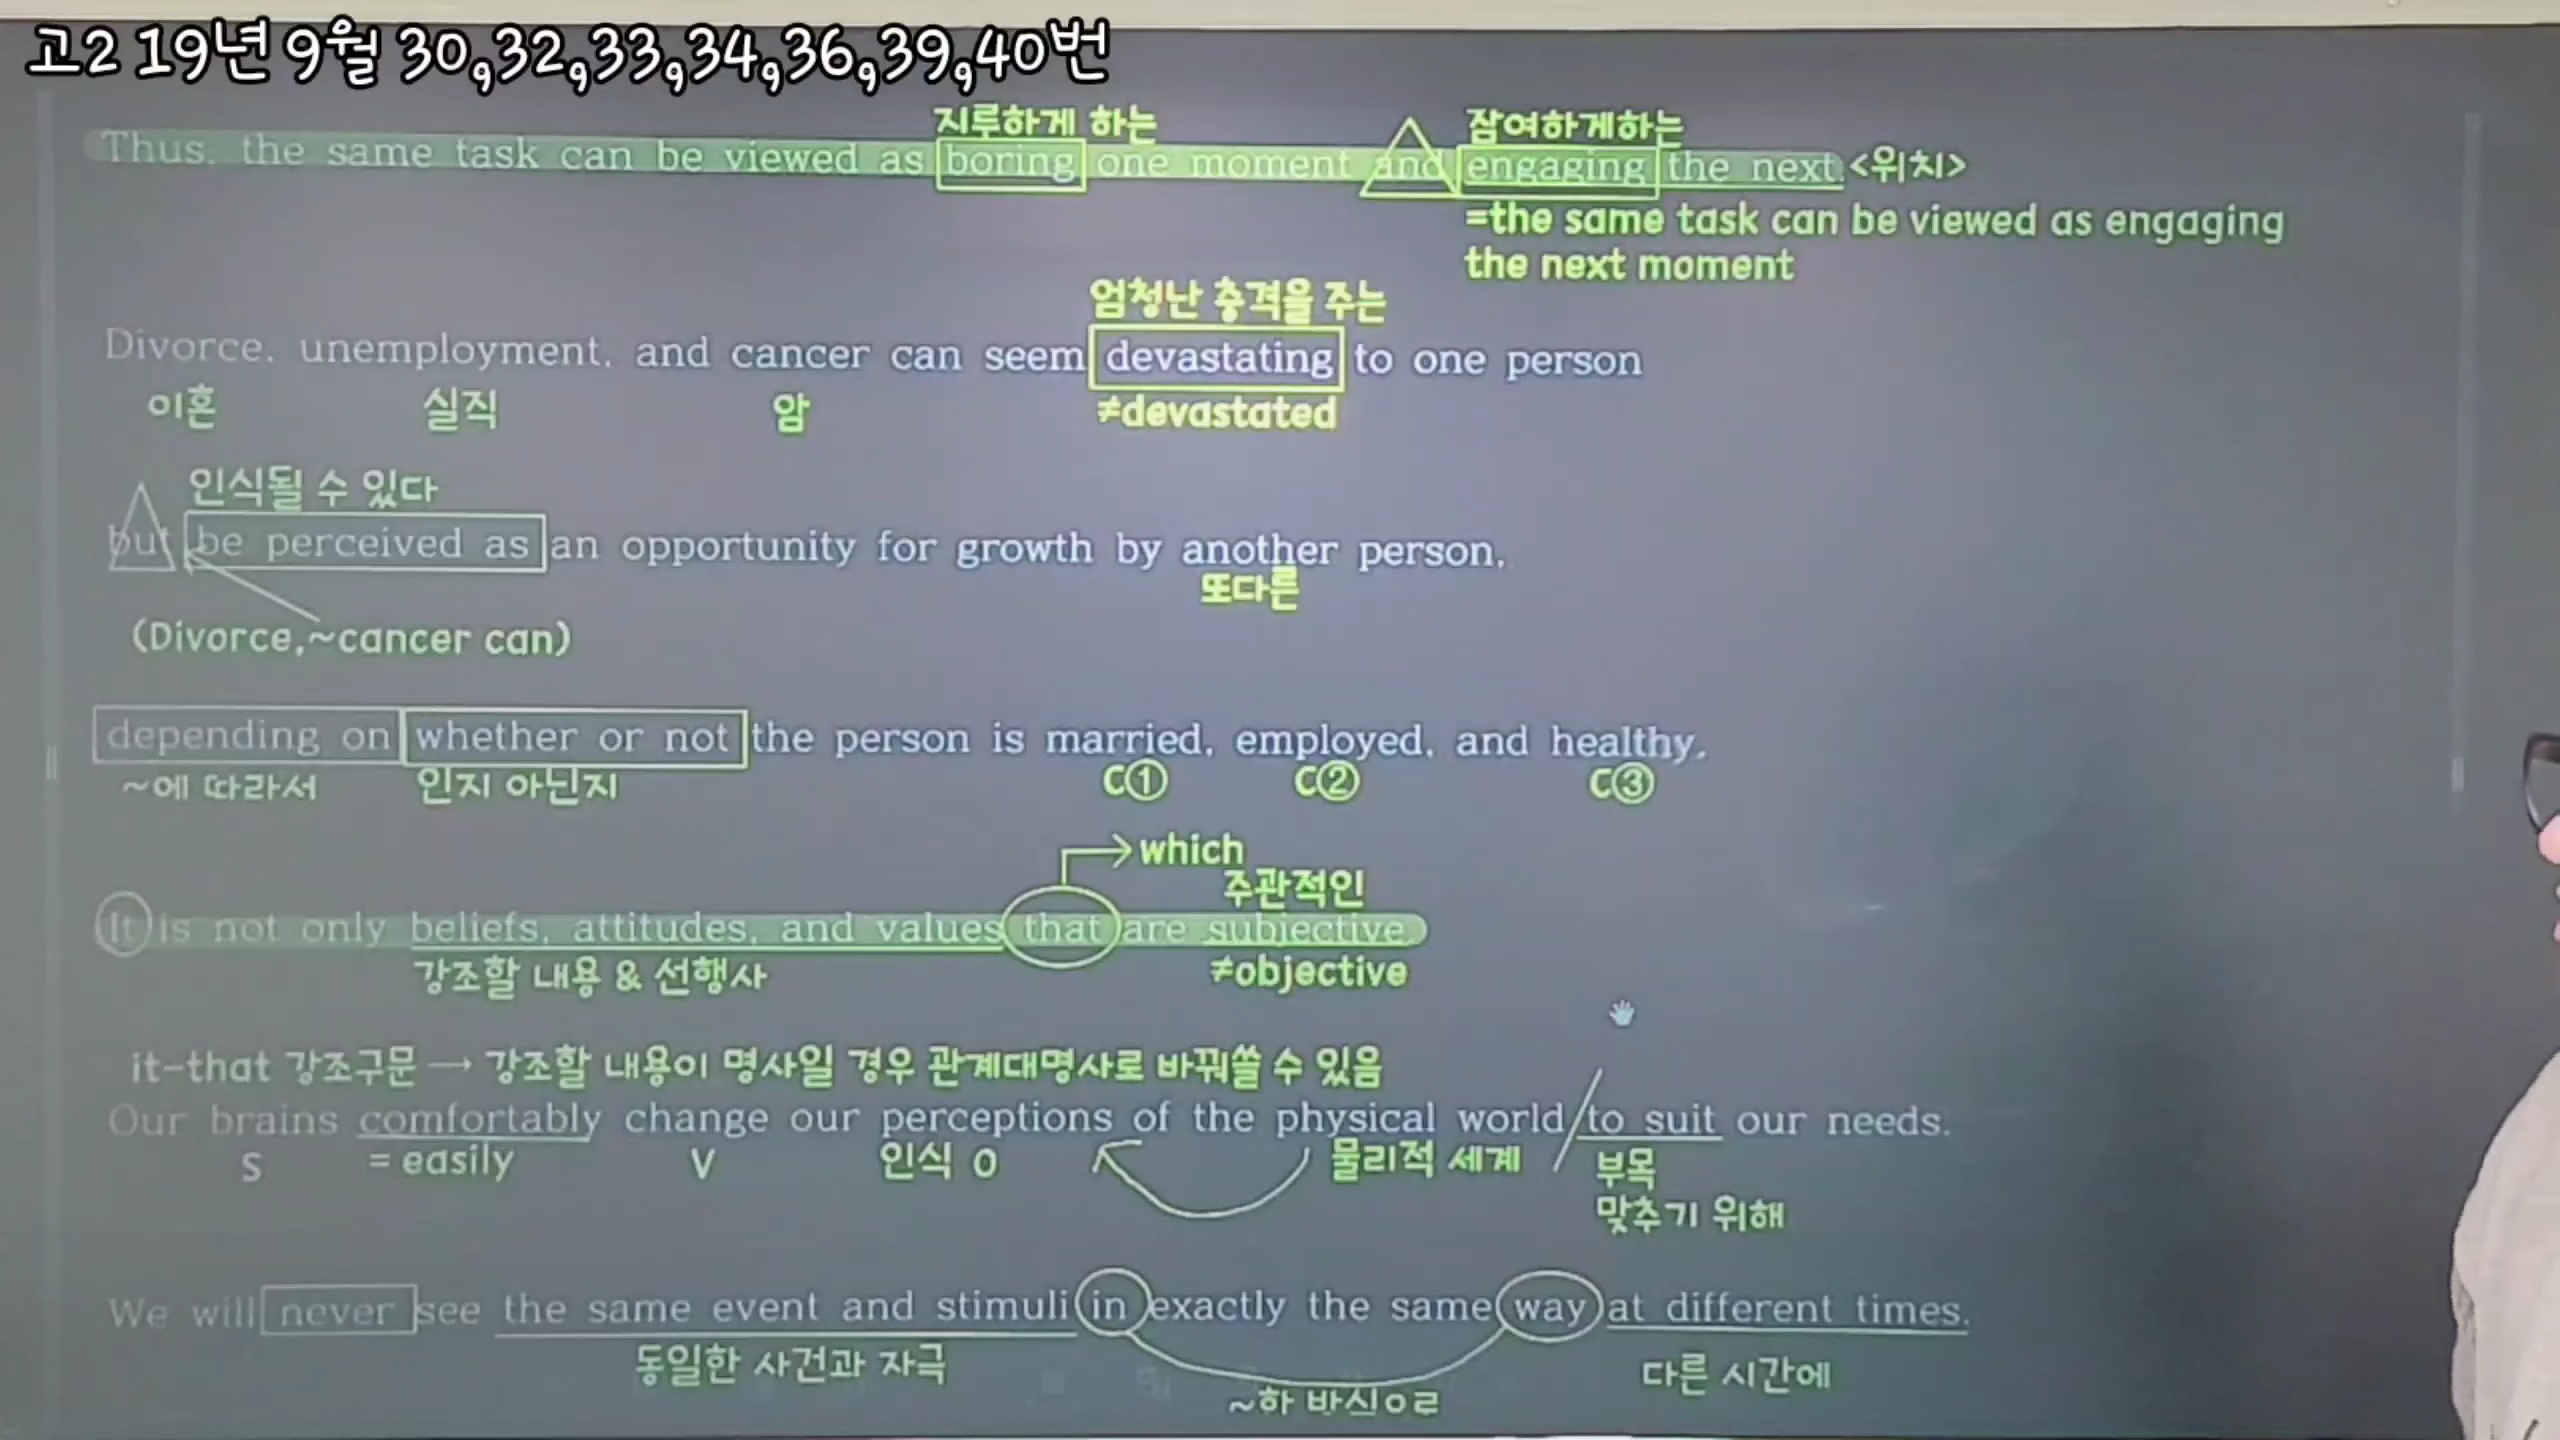 고2 19년 9월 30,32,33,34,36,39,40번
지루하게 하는 잠여하게하는
Thus, the same task can be viewed as boring one moment and engaging the next. <위치>
=the same task can be viewed as engaging
the next moment
엄청난 충격을 주는
Divorce, unemployment, and cancer can seem devastating to one person
이혼 실직 암 ≠devastated
인식될 수 있다
but be perceived as an opportunity for growth by another person,
또다른
(Divorce,~cancer can)
depending on whether or not the person is married, employed, and healthy.
~에 따라서 인지 아닌지 C① C② C③
which
주관적인
It is not only beliefs, attitudes, and values that are subjective.
강조할 내용 & 선행사 ≠objective
it-that 강조구문 → 강조할 내용이 명사일 경우 관계대명사로 바꿔쓸 수 있음
Our brains comfortably change our perceptions of the physical world / to suit our needs.
S = easily V 인식 O 물리적 세계 부목
맞추기 위해
We will never see the same event and stimuli in exactly the same way at different times.
동일한 사건과 자극 다른 시간에